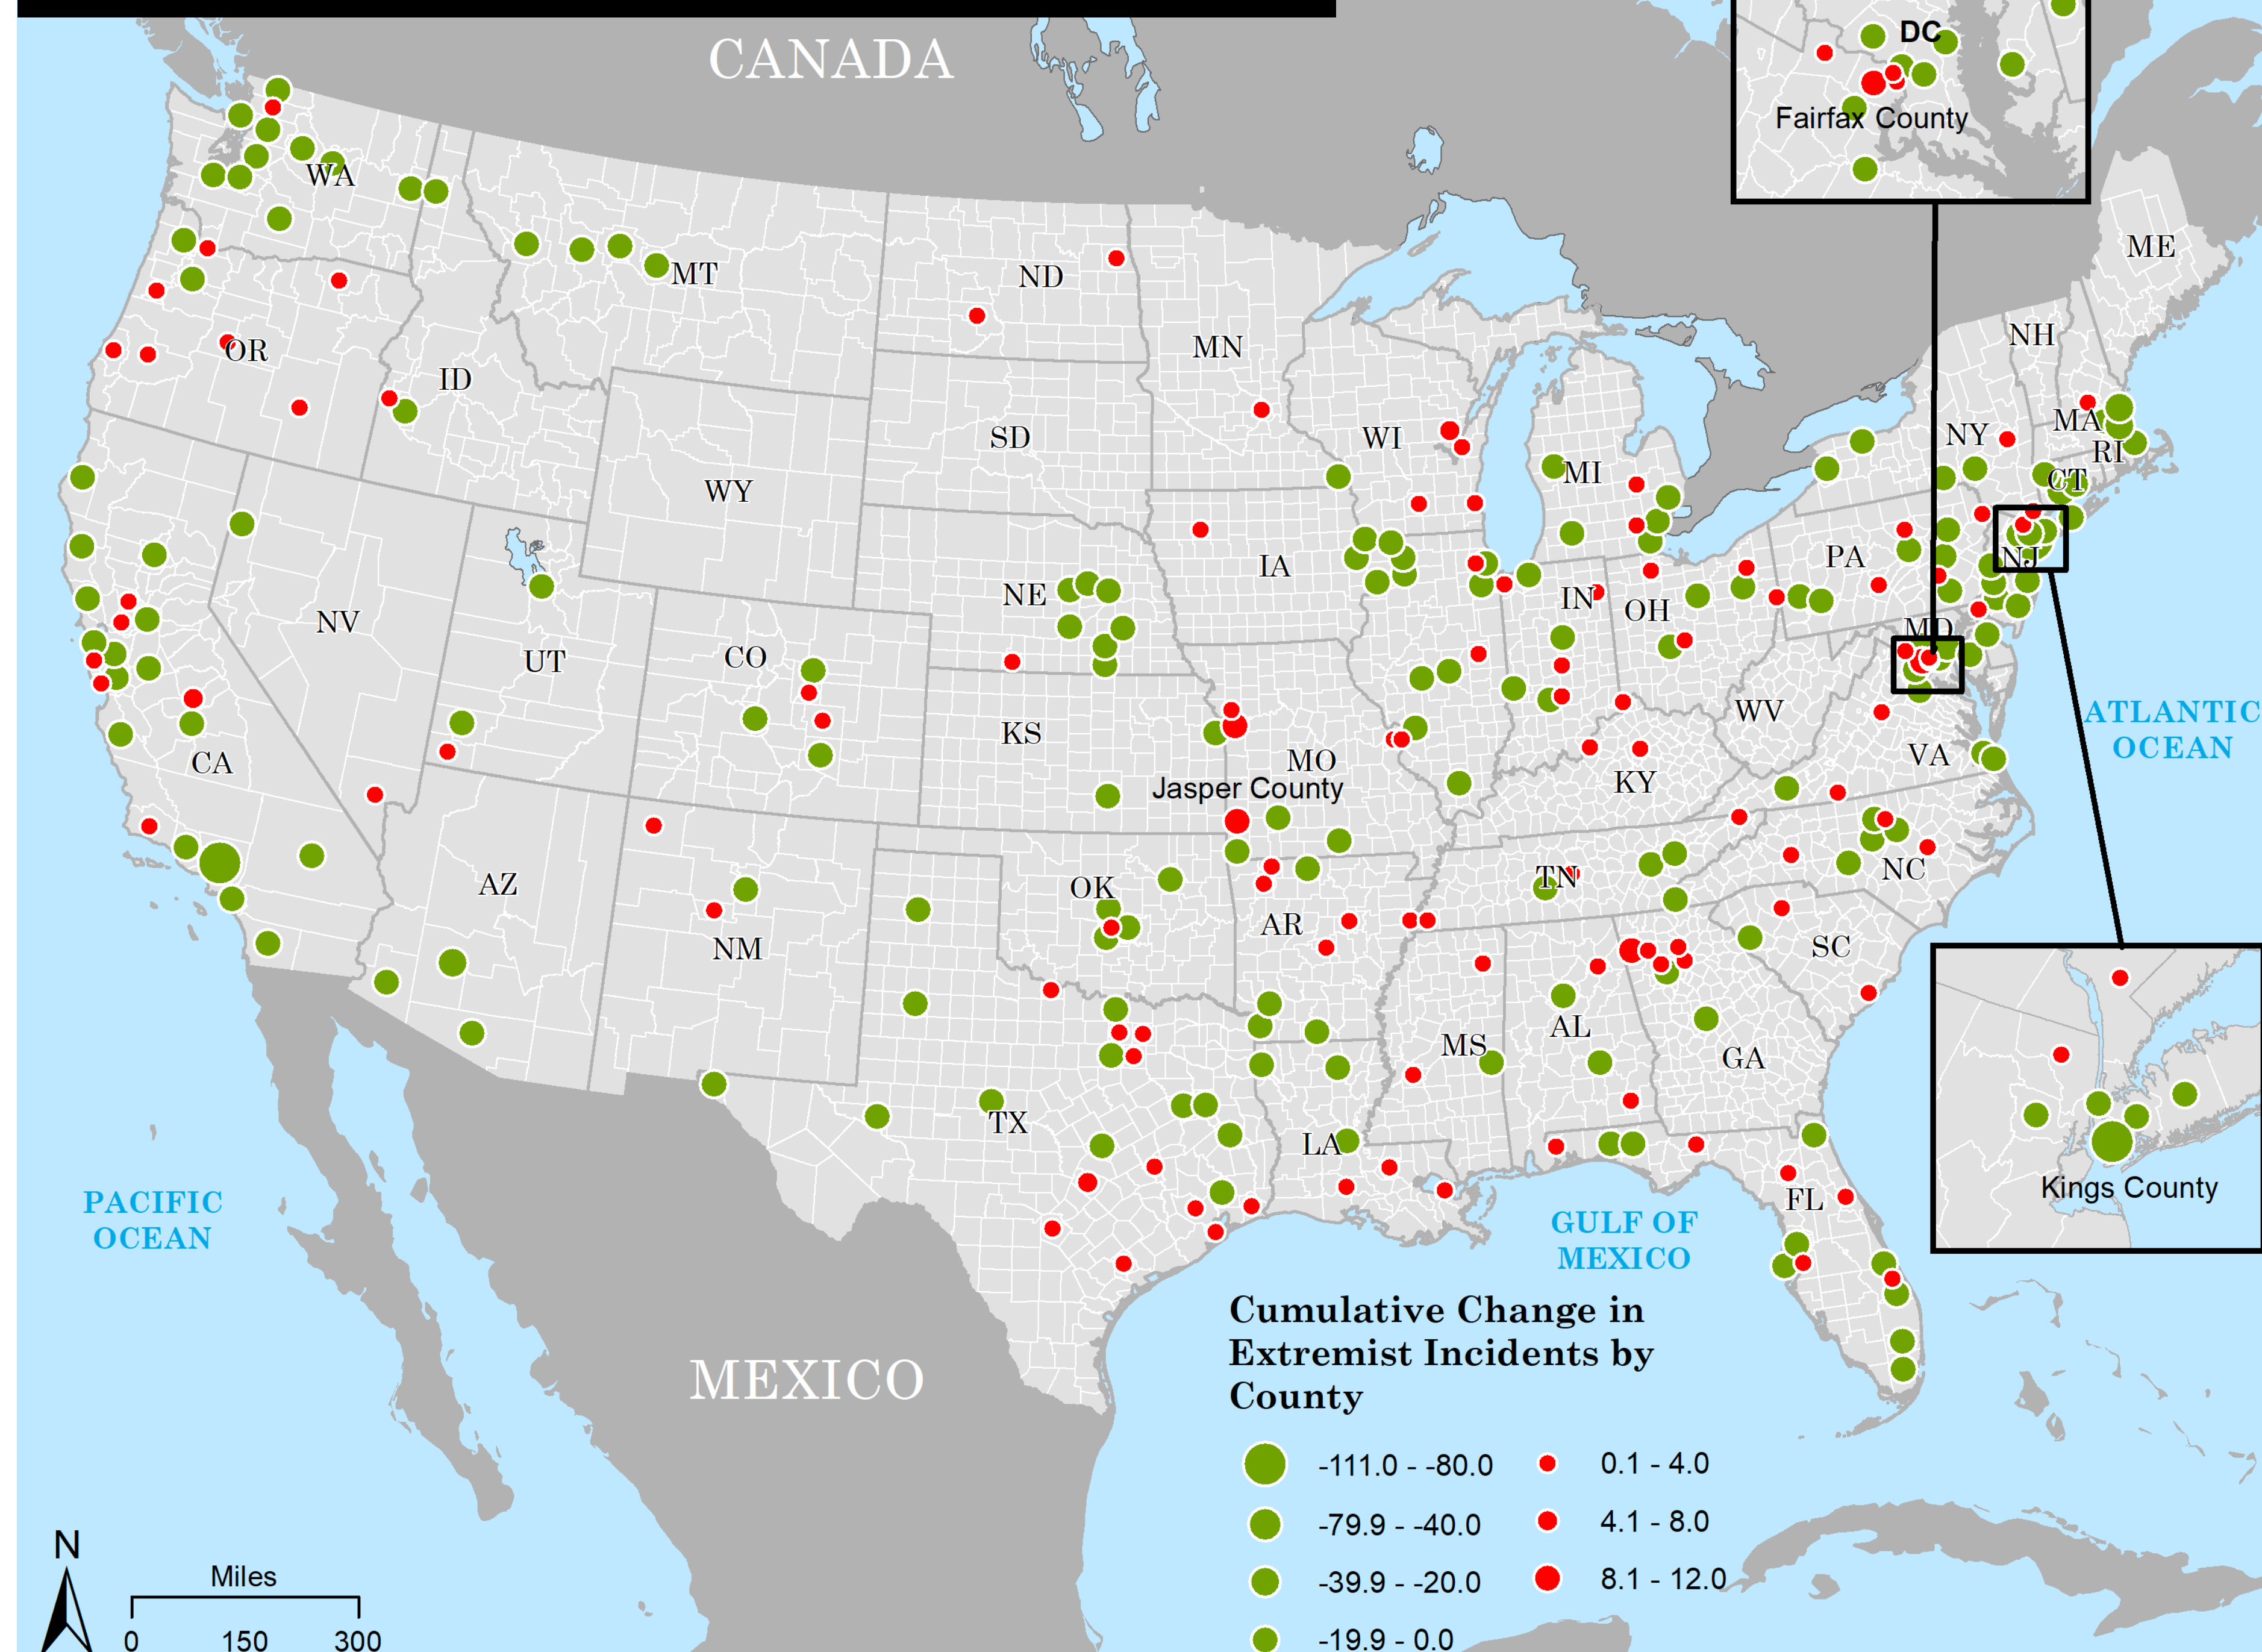 CANADA
DC
Fairfax County
WA
MT
ND
MN
ME
OR
ID
SD
WI
MI
NY
NH
MA
RI
CT
WY
NE
IA
IN
OH
PA
NJ
NV
UT
CO
MD
WV
KS
MO
VA
CA
KY
Jasper County
ATLANTIC
OCEAN
AZ
NM
OK
AR
TN
NC
SC
MS
AL
GA
TX
LA
FL
Kings County
PACIFIC
OCEAN
GULF OF
MEXICO
MEXICO
Cumulative Change in
Extremist Incidents by
County
-111.0 - -80.0
0.1 - 4.0
-79.9 - -40.0
4.1 - 8.0
-39.9 - -20.0
8.1 - 12.0
-19.9 - 0.0
N
Miles
0 150 300